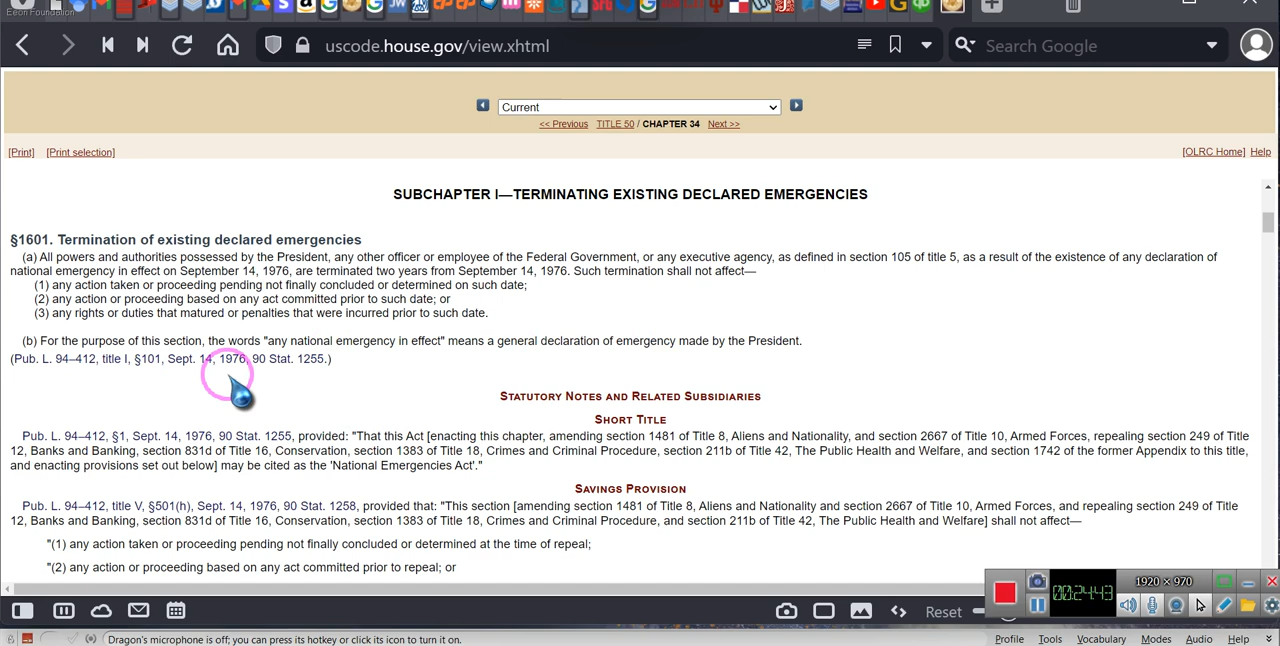 Eeon Foundation
uscode.house.gov/view.xhtml
Search Google
Current
<< Previous TITLE 50 / CHAPTER 34 Next >>
[Print] [Print selection] [OLRC Home] Help
SUBCHAPTER I—TERMINATING EXISTING DECLARED EMERGENCIES
§1601. Termination of existing declared emergencies
(a) All powers and authorities possessed by the President, any other officer or employee of the Federal Government, or any executive agency, as defined in section 105 of title 5, as a result of the existence of any declaration of
national emergency in effect on September 14, 1976, are terminated two years from September 14, 1976. Such termination shall not affect—
(1) any action taken or proceeding pending not finally concluded or determined on such date;
(2) any action or proceeding based on any act committed prior to such date; or
(3) any rights or duties that matured or penalties that were incurred prior to such date.
(b) For the purpose of this section, the words "any national emergency in effect" means a general declaration of emergency made by the President.
(Pub. L. 94–412, title I, §101, Sept. 14, 1976, 90 Stat. 1255.)
STATUTORY NOTES AND RELATED SUBSIDIARIES
SHORT TITLE
Pub. L. 94–412, §1, Sept. 14, 1976, 90 Stat. 1255, provided: "That this Act [enacting this chapter, amending section 1481 of Title 8, Aliens and Nationality, and section 2667 of Title 10, Armed Forces, repealing section 249 of Title
12, Banks and Banking, section 831d of Title 16, Conservation, section 1383 of Title 18, Crimes and Criminal Procedure, section 211b of Title 42, The Public Health and Welfare, and section 1742 of the former Appendix to this title,
and enacting provisions set out below] may be cited as the 'National Emergencies Act'."
SAVINGS PROVISION
Pub. L. 94–412, title V, §501(h), Sept. 14, 1976, 90 Stat. 1258, provided that: "This section [amending section 1481 of Title 8, Aliens and Nationality and section 2667 of Title 10, Armed Forces, and repealing section 249 of Title
12, Banks and Banking, section 831d of Title 16, Conservation, section 1383 of Title 18, Crimes and Criminal Procedure, and section 211b of Title 42, The Public Health and Welfare] shall not affect—
"(1) any action taken or proceeding pending not finally concluded or determined at the time of repeal;
"(2) any action or proceeding based on any act committed prior to repeal; or
1920 × 970
00:24:43
Reset
Dragon's microphone is off; you can press its hotkey or click its icon to turn it on.
Profile Tools Vocabulary Modes Audio Help